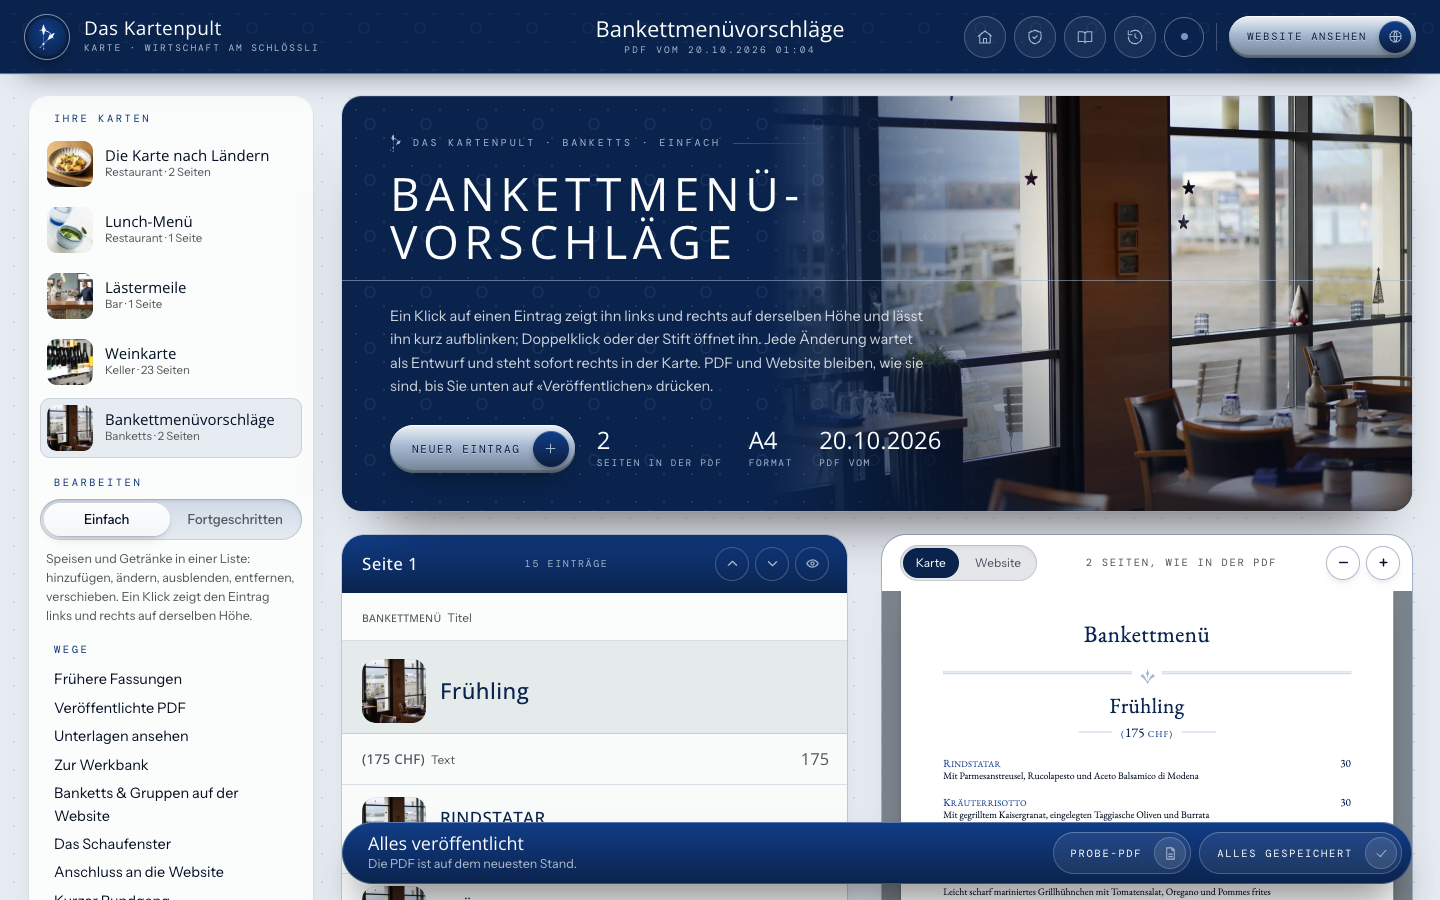 Das Kartenpult
KARTE · WIRTSCHAFT AM SCHLÖSSLI
Bankettmenüvorschläge
PDF VOM 20.10.2026 01:04
WEBSITE ANSEHEN
IHRE KARTEN
Die Karte nach Ländern
Restaurant · 2 Seiten
Lunch-Menü
Restaurant · 1 Seite
Lästermeile
Bar · 1 Seite
Weinkarte
Keller · 23 Seiten
Bankettmenüvorschläge
Banketts · 2 Seiten
BEARBEITEN
Einfach
Fortgeschritten
Speisen und Getränke in einer Liste:
hinzufügen, ändern, ausblenden, entfernen,
verschieben. Ein Klick zeigt den Eintrag
links und rechts auf derselben Höhe.
WEGE
Frühere Fassungen
Veröffentlichte PDF
Unterlagen ansehen
Zur Werkbank
Banketts & Gruppen auf der
Website
Das Schaufenster
Anschluss an die Website
Kurzer Rundgang
DAS KARTENPULT · BANKETTS · EINFACH
BANKETTMENÜ-
VORSCHLÄGE
Ein Klick auf einen Eintrag zeigt ihn links und rechts auf derselben Höhe und lässt
ihn kurz aufblinken; Doppelklick oder der Stift öffnet ihn. Jede Änderung wartet
als Entwurf und steht sofort rechts in der Karte. PDF und Website bleiben, wie sie
sind, bis Sie unten auf «Veröffentlichen» drücken.
NEUER EINTRAG
2
SEITEN IN DER PDF
A4
FORMAT
20.10.2026
PDF VOM
Seite 1
15 EINTRÄGE
BANKETTMENÜ Titel
Frühling
(175 CHF) Text
175
RINDSTATAR
Karte
Website
2 SEITEN, WIE IN DER PDF
Bankettmenü
Frühling
(175 CHF)
RINDSTATAR 30
Mit Parmesanstreusel, Rucolapesto und Aceto Balsamico di Modena
KRÄUTERRISOTTO 30
Mit gegrilltem Kaisergranat, eingelegten Taggiasche Oliven und Burrata
Leicht scharf mariniertes Grillhühnchen mit Tomatensalat, Oregano und Pommes frites
Alles veröffentlicht
Die PDF ist auf dem neuesten Stand.
PROBE-PDF
ALLES GESPEICHERT